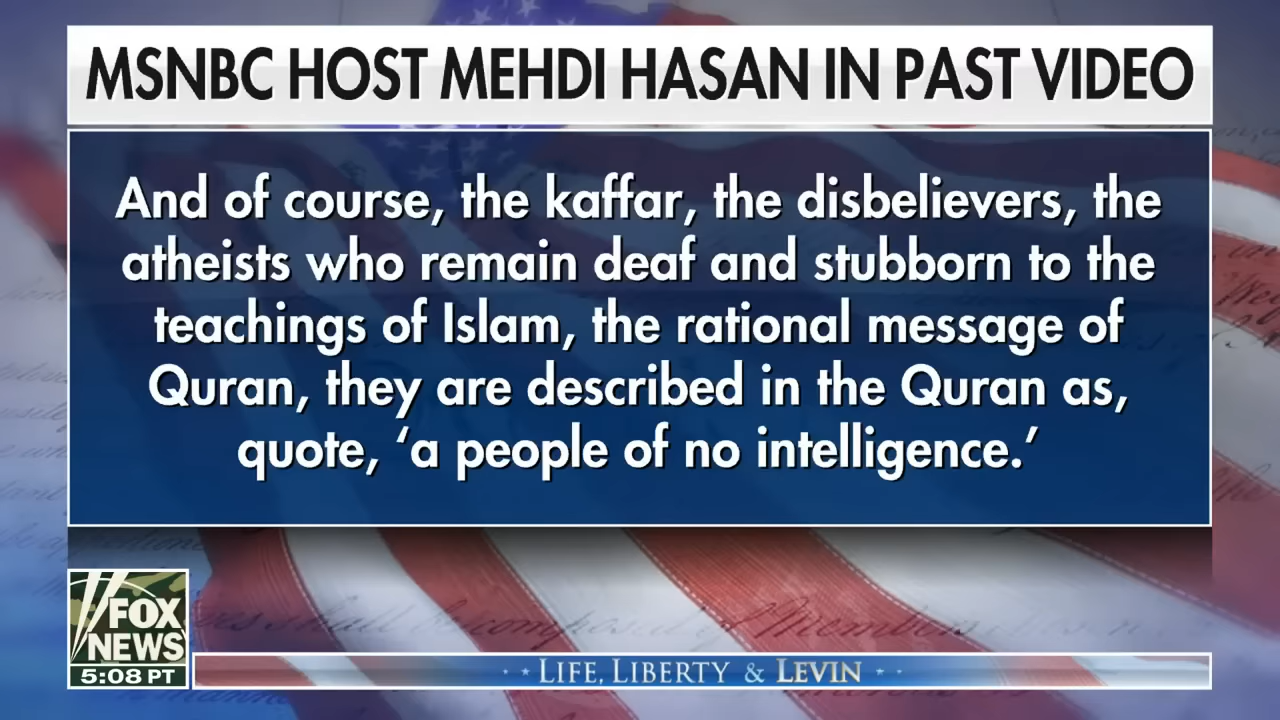 MSNBC HOST MEHDI HASAN IN PAST VIDEO
And of course, the kaffar, the disbelievers, the
atheists who remain deaf and stubborn to the
teachings of Islam, the rational message of
Quran, they are described in the Quran as,
quote, ‘a people of no intelligence.’
FOX
NEWS
5:08 PT
LIFE, LIBERTY & LEVIN